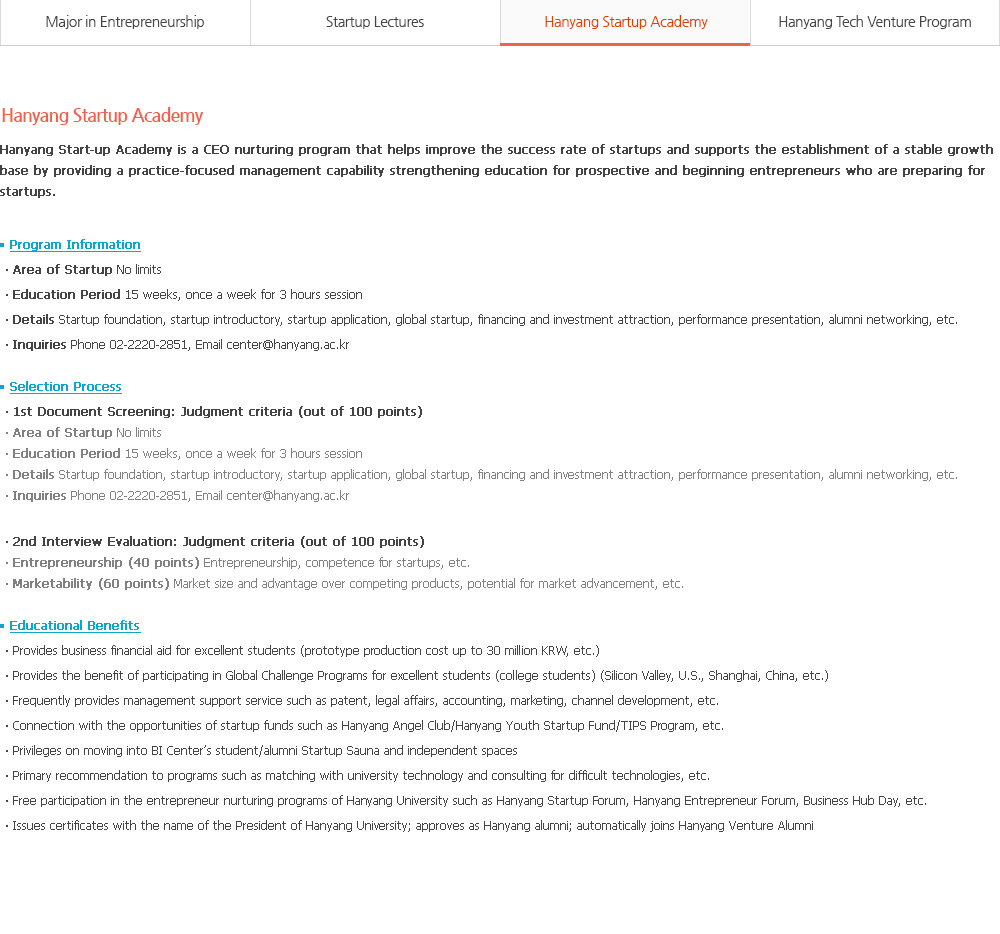 Major in Entrepreneurship
Startup Lectures
Hanyang Startup Academy
Hanyang Tech Venture Program
Hanyang Startup Academy
Hanyang Start-up Academy is a CEO nurturing program that helps improve the success rate of startups and supports the establishment of a stable growth
base by providing a practice-focused management capability strengthening education for prospective and beginning entrepreneurs who are preparing for
startups.
Program Information
· Area of Startup No limits
· Education Period 15 weeks, once a week for 3 hours session
· Details Startup foundation, startup introductory, startup application, global startup, financing and investment attraction, performance presentation, alumni networking, etc.
· Inquiries Phone 02-2220-2851, Email center@hanyang.ac.kr
Selection Process
· 1st Document Screening: Judgment criteria (out of 100 points)
· Area of Startup No limits
· Education Period 15 weeks, once a week for 3 hours session
· Details Startup foundation, startup introductory, startup application, global startup, financing and investment attraction, performance presentation, alumni networking, etc.
· Inquiries Phone 02-2220-2851, Email center@hanyang.ac.kr
· 2nd Interview Evaluation: Judgment criteria (out of 100 points)
· Entrepreneurship (40 points) Entrepreneurship, competence for startups, etc.
· Marketability (60 points) Market size and advantage over competing products, potential for market advancement, etc.
Educational Benefits
· Provides business financial aid for excellent students (prototype production cost up to 30 million KRW, etc.)
· Provides the benefit of participating in Global Challenge Programs for excellent students (college students) (Silicon Valley, U.S., Shanghai, China, etc.)
· Frequently provides management support service such as patent, legal affairs, accounting, marketing, channel development, etc.
· Connection with the opportunities of startup funds such as Hanyang Angel Club/Hanyang Youth Startup Fund/TIPS Program, etc.
· Privileges on moving into BI Center’s student/alumni Startup Sauna and independent spaces
· Primary recommendation to programs such as matching with university technology and consulting for difficult technologies, etc.
· Free participation in the entrepreneur nurturing programs of Hanyang University such as Hanyang Startup Forum, Hanyang Entrepreneur Forum, Business Hub Day, etc.
· Issues certificates with the name of the President of Hanyang University; approves as Hanyang alumni; automatically joins Hanyang Venture Alumni